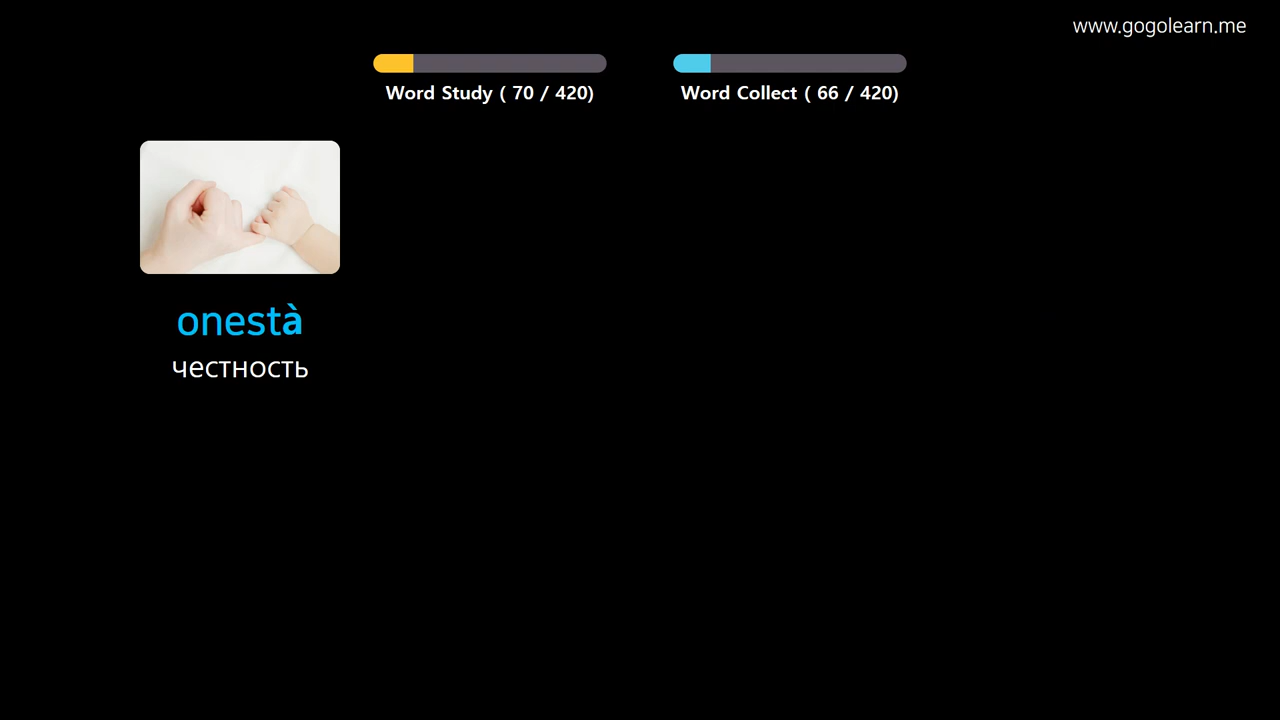 www.gogolearn.me
Word Study ( 70 / 420)
Word Collect ( 66 / 420)
onestà
честность